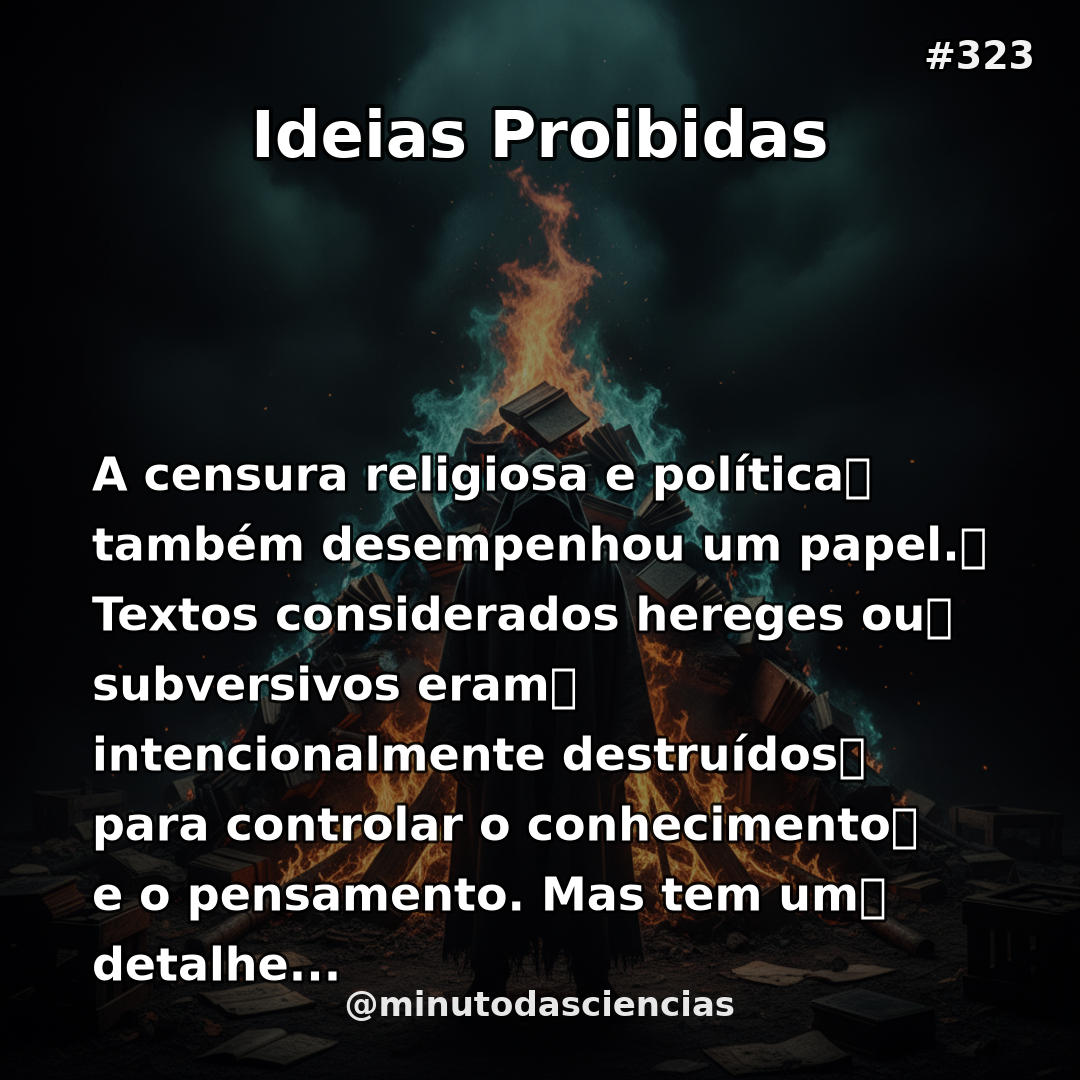 #323
Ideias Proibidas
A censura religiosa e política▯
também desempenhou um papel.▯
Textos considerados hereges ou▯
subversivos eram▯
intencionalmente destruídos▯
para controlar o conhecimento▯
e o pensamento. Mas tem um▯
detalhe...
@minutodasciencias